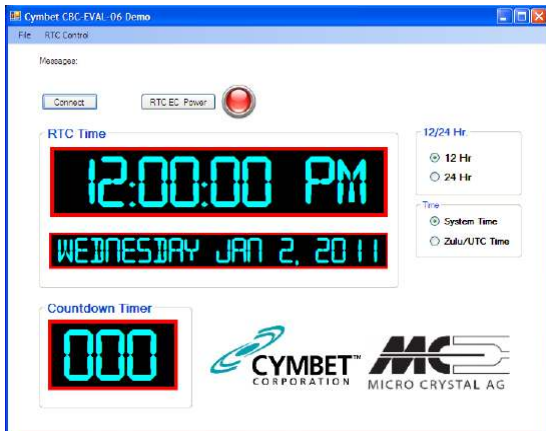 Cymbet CBC-EVAL-06 Demo
File RTC Control
Messages:
Connect RTC EC Power
RTC Time
12:00:00 PM
WEDNESDAY JAN 2, 2011
12/24 Hr.
12 Hr
24 Hr
Time
System Time
Zulu/UTC Time
Countdown Timer
000
CYMBET™
CORPORATION
MC
MICRO CRYSTAL AG